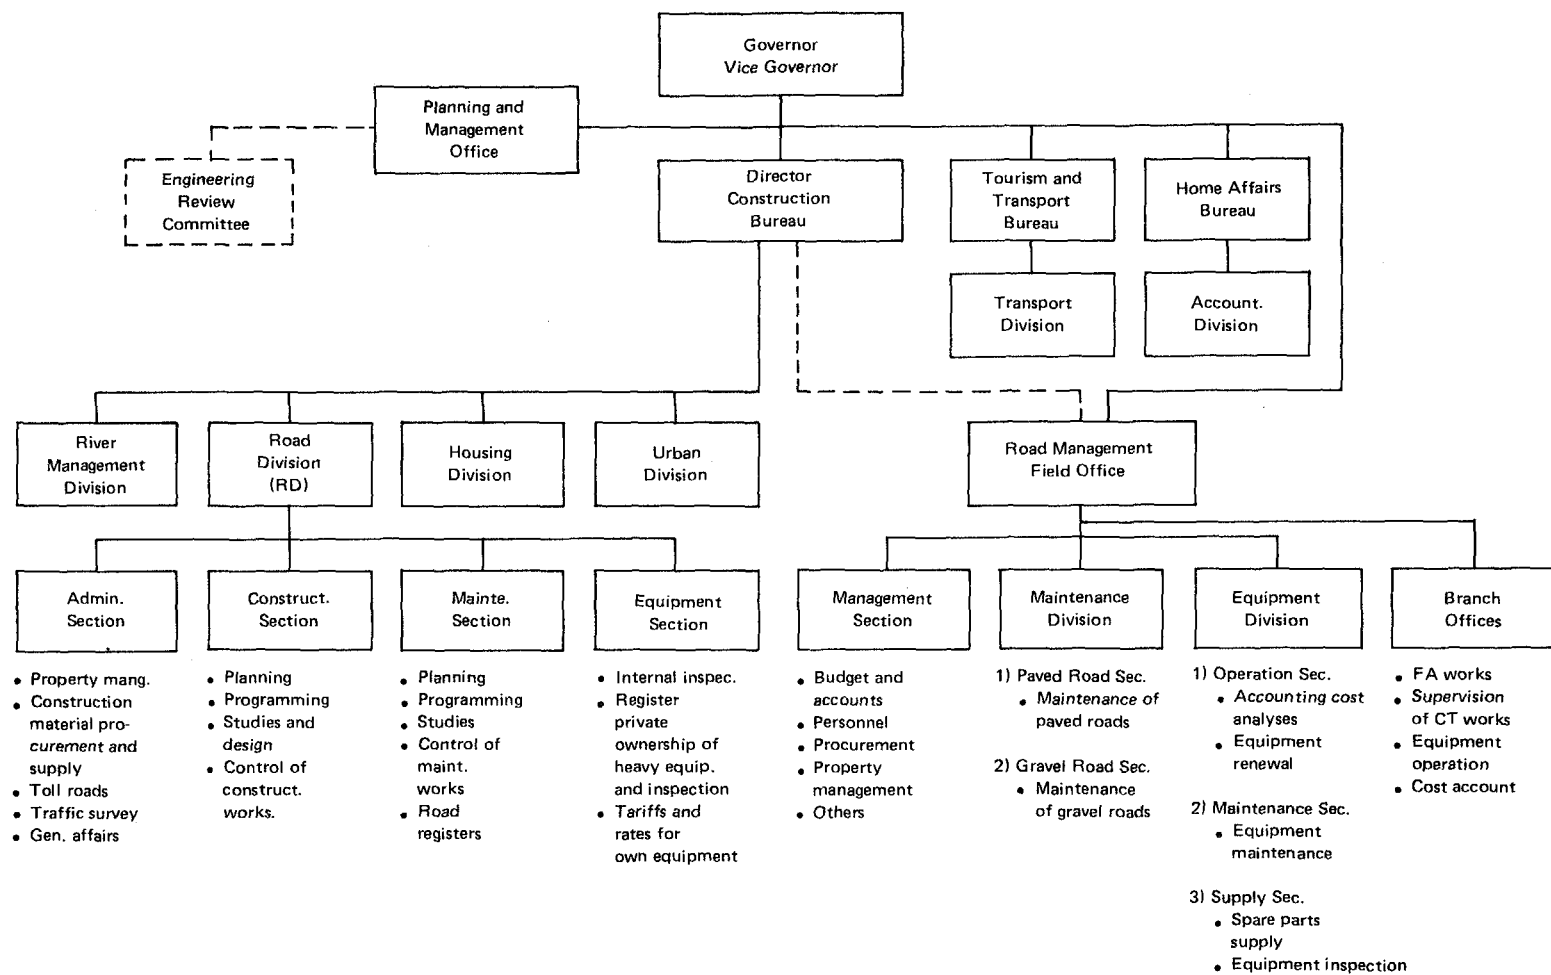 Governor
Vice Governor
Planning and
Management
Office
Engineering
Review
Committee
Director
Construction
Bureau
Tourism and
Transport
Bureau
Home Affairs
Bureau
Transport
Division
Account.
Division
River
Management
Division
Road
Division
(RD)
Housing
Division
Urban
Division
Road Management
Field Office
Admin.
Section
• Property mang.
• Construction
material pro-
curement and
supply
• Toll roads
• Traffic survey
• Gen. affairs
Construct.
Section
• Planning
• Programming
• Studies and
design
• Control of
construct.
works.
Mainte.
Section
• Planning
• Programming
• Studies
• Control of
maint.
works
• Road
registers
Equipment
Section
• Internal inspec.
• Register
private
ownership of
heavy equip.
and inspection
• Tariffs and
rates for
own equipment
Management
Section
• Budget and
accounts
• Personnel
• Procurement
• Property
management
• Others
Maintenance
Division
1) Paved Road Sec.
• Maintenance of
paved roads
2) Gravel Road Sec.
• Maintenance
of gravel roads
Equipment
Division
1) Operation Sec.
• Accounting cost
analyses
• Equipment
renewal
2) Maintenance Sec.
• Equipment
maintenance
3) Supply Sec.
• Spare parts
supply
• Equipment inspection
Branch
Offices
• FA works
• Supervision
of CT works
• Equipment
operation
• Cost account